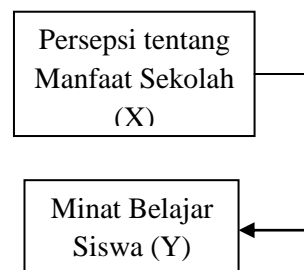 Persepsi tentang
Manfaat Sekolah
(X)
Minat Belajar
Siswa (Y)